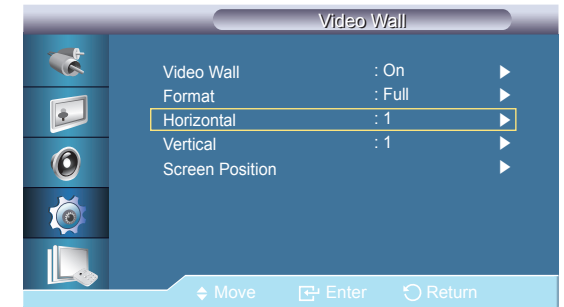 Video Wall
Video Wall : On
Format : Full
Horizontal : 1
Vertical : 1
Screen Position
Move Enter Return